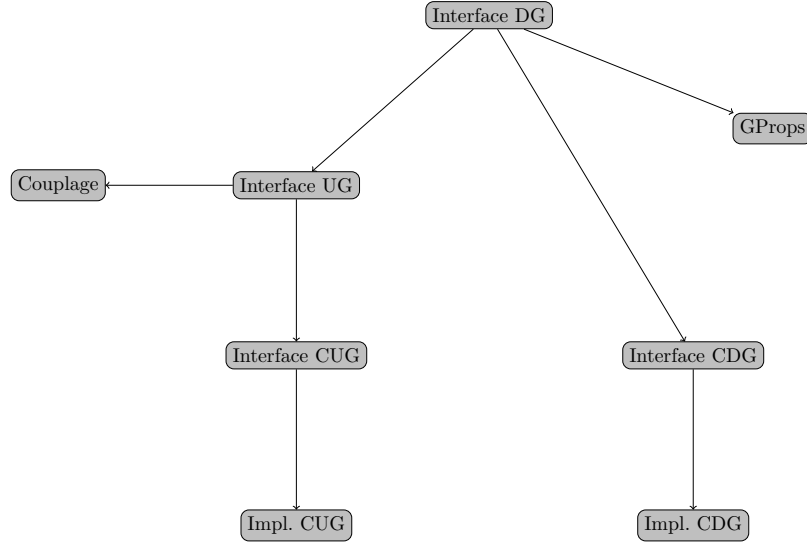 Interface DG
GProps
Couplage
Interface UG
Interface CUG
Interface CDG
Impl. CUG
Impl. CDG